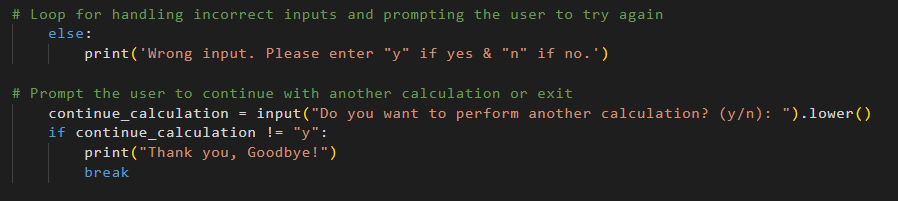 # Loop for handling incorrect inputs and prompting the user to try again
else:
print('Wrong input. Please enter "y" if yes & "n" if no.')
# Prompt the user to continue with another calculation or exit
continue_calculation = input("Do you want to perform another calculation? (y/n): ").lower()
if continue_calculation != "y":
print("Thank you, Goodbye!")
break